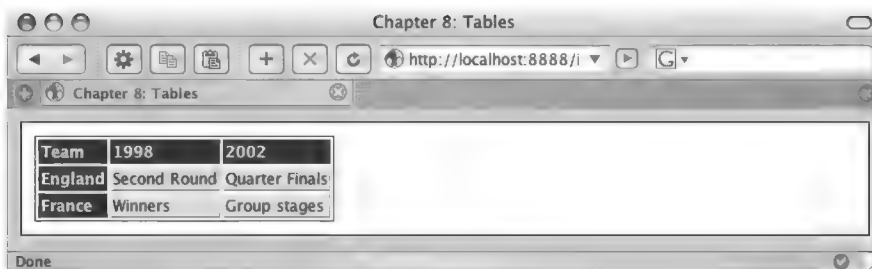 Chapter 8: Tables
http://localhost:8888/i G
Chapter 8: Tables
Team 1998 2002
England Second Round Quarter Finals
France Winners Group stages
Done